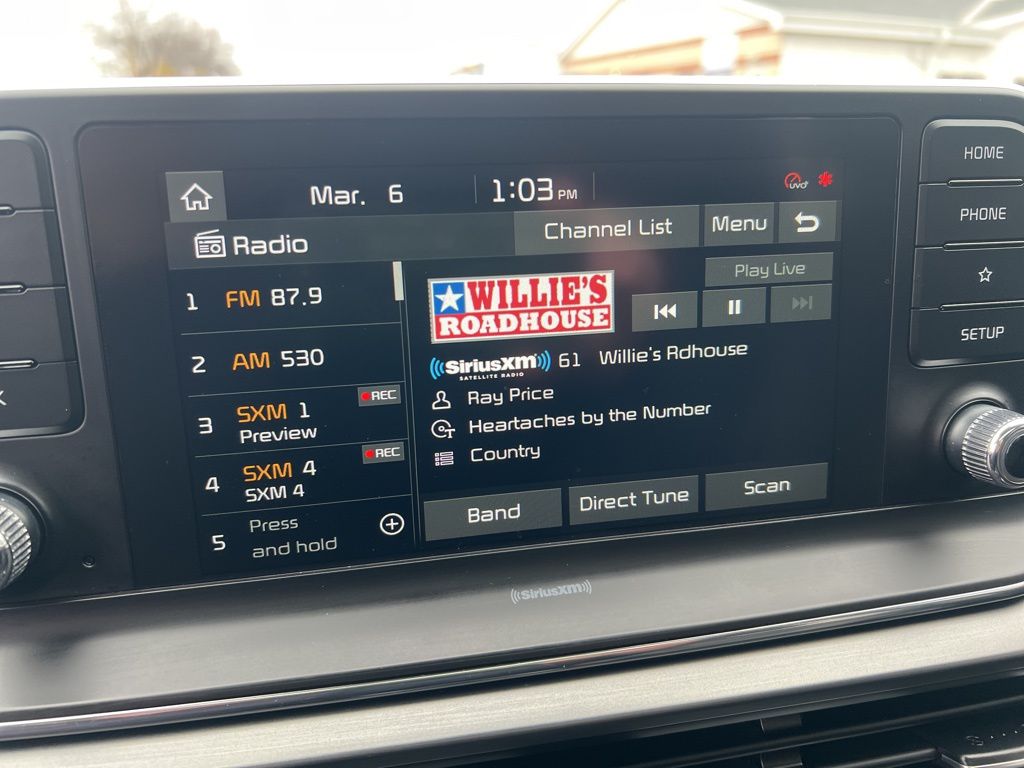 Mar. 6
1:03 PM
UVO
HOME
Radio
Channel List
Menu
PHONE
1 FM 87.9
WILLIE'S
ROADHOUSE
Play Live
2 AM 530
SiriusXM 61 Willie's Rdhouse
SATELLITE RADIO
SETUP
3 SXM 1 REC
Preview
Ray Price
Heartaches by the Number
4 SXM 4 REC
SXM 4
Country
5 Press
and hold
Band
Direct Tune
Scan
SiriusXM